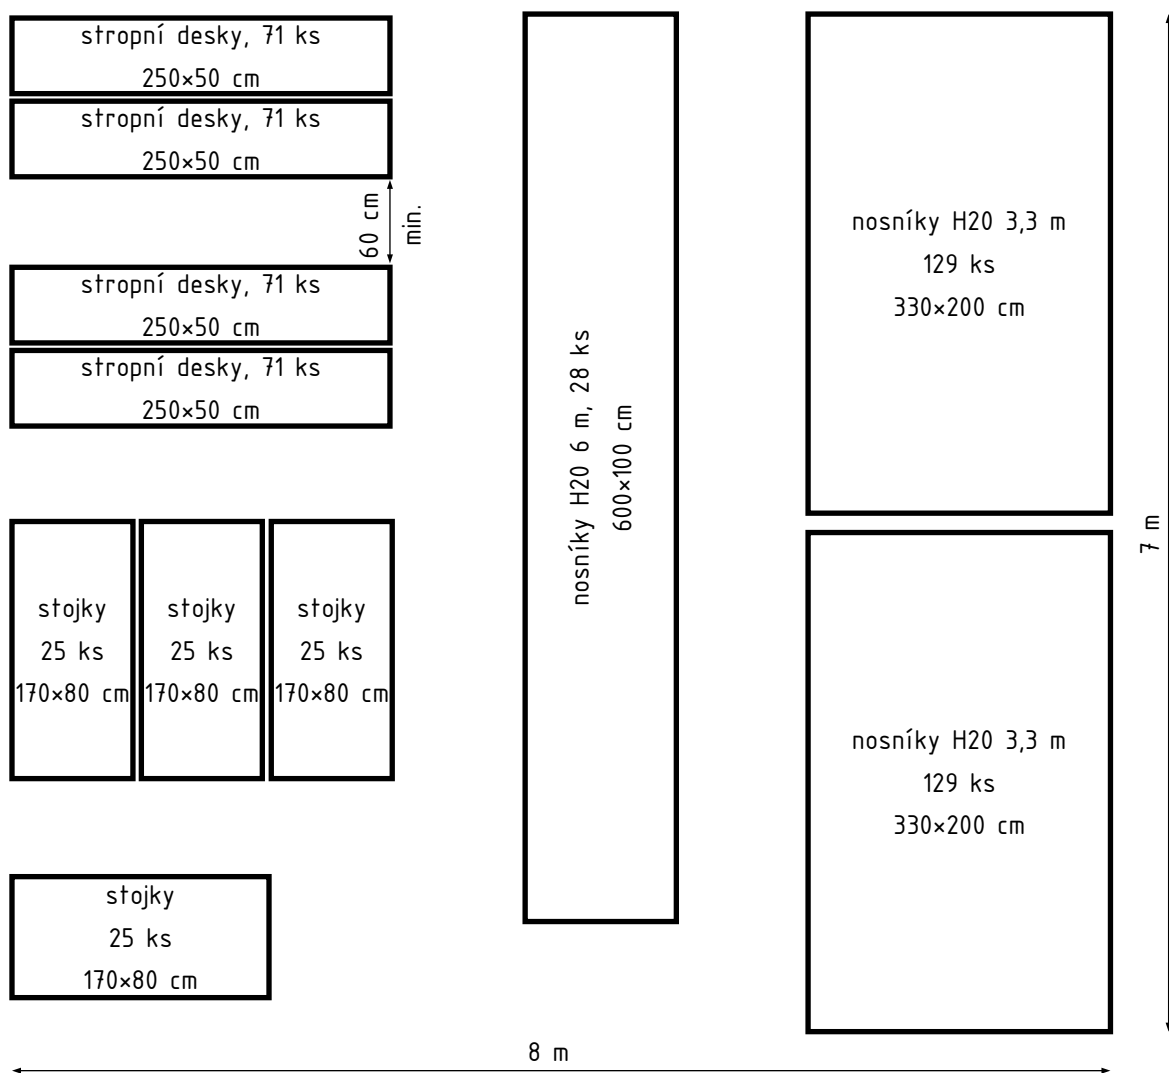 stropní desky, 71 ks
250×50 cm
stropní desky, 71 ks
250×50 cm
60 cm
min.
stropní desky, 71 ks
250×50 cm
stropní desky, 71 ks
250×50 cm
stojky
25 ks
170×80 cm
stojky
25 ks
170×80 cm
stojky
25 ks
170×80 cm
stojky
25 ks
170×80 cm
nosníky H20 6 m, 28 ks
600×100 cm
nosníky H20 3,3 m
129 ks
330×200 cm
nosníky H20 3,3 m
129 ks
330×200 cm
7 m
8 m